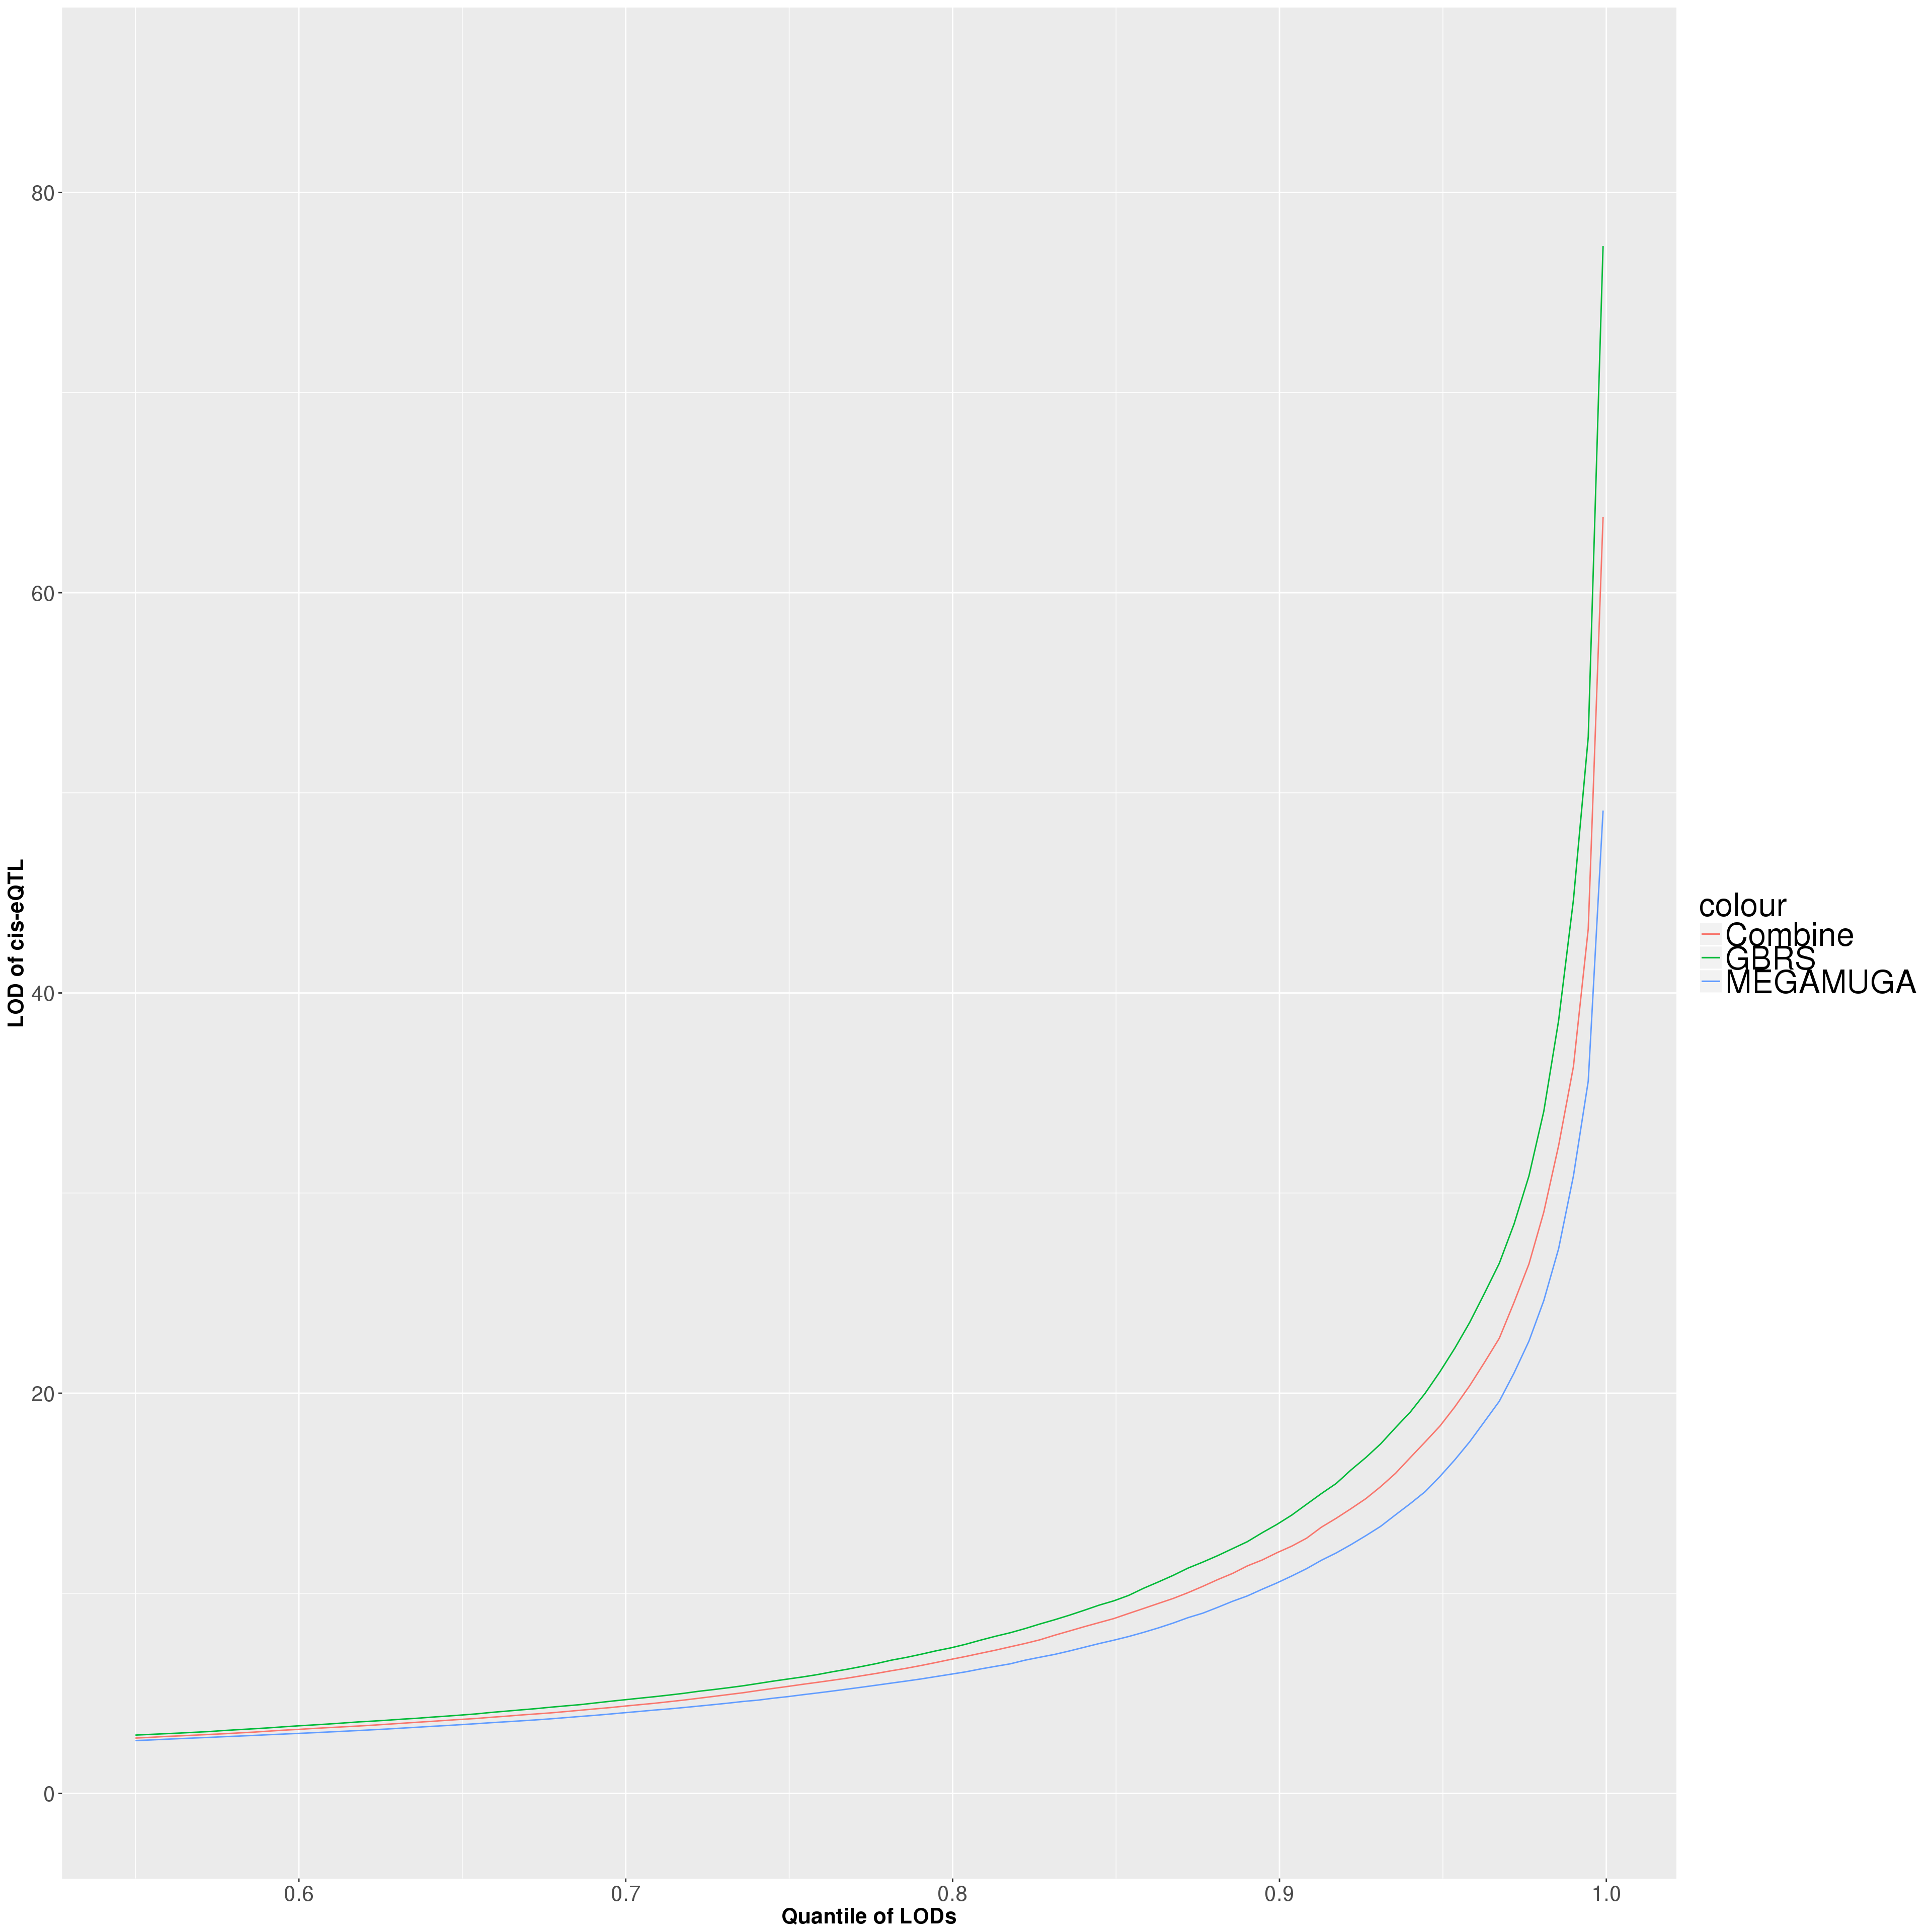 80
60
40
20
0
LOD of cis-eQTL
0.6
0.7
0.8
0.9
1.0
Quantile of LODs
colour
Combine
GBRS
MEGAMUGA